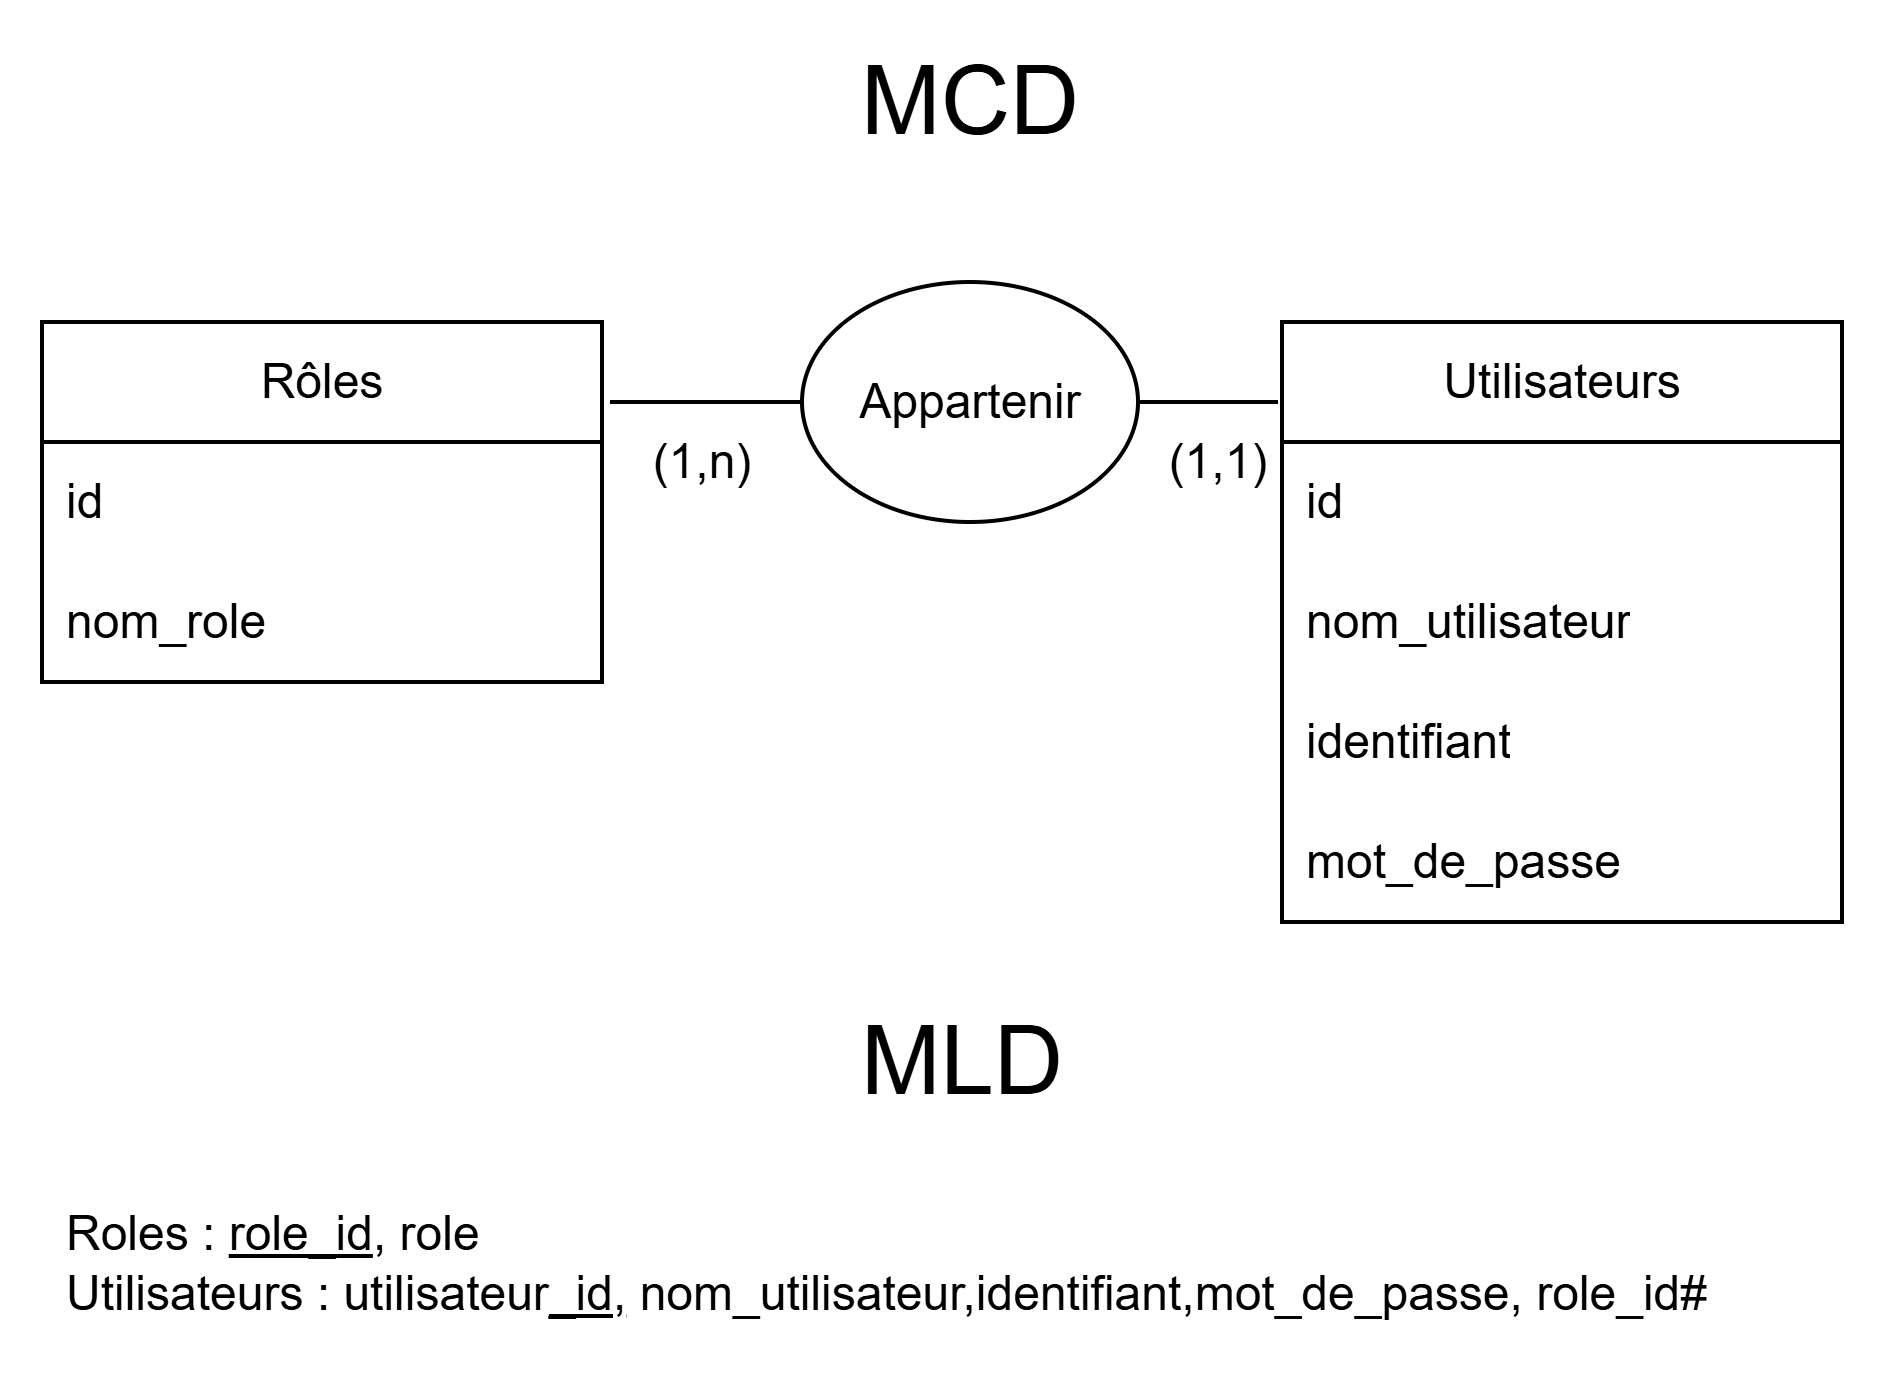 MCD
Rôles
id
nom_role
(1,n)
Appartenir
(1,1)
Utilisateurs
id
nom_utilisateur
identifiant
mot_de_passe
MLD
Roles : role_id, role
Utilisateurs : utilisateur_id, nom_utilisateur,identifiant,mot_de_passe, role_id#